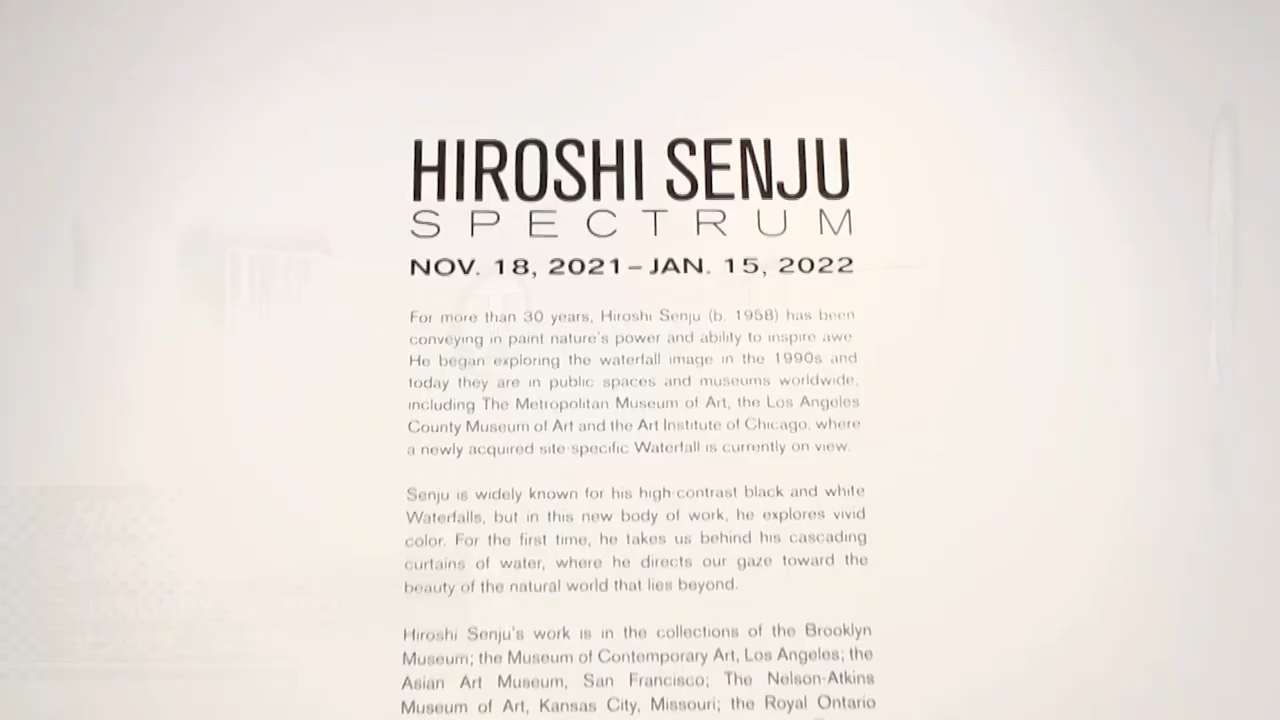 HIROSHI SENJU
SPECTRUM
NOV. 18, 2021 – JAN. 15, 2022
For more than 30 years, Hiroshi Senju (b. 1958) has been
conveying in paint nature's power and ability to inspire awe
He began exploring the waterfall image in the 1990s and
today they are in public spaces and museums worldwide,
including The Metropolitan Museum of Art, the Los Angeles
County Museum of Art and the Art Institute of Chicago, where
a newly acquired site-specific Waterfall is currently on view.
Senju is widely known for his high-contrast black and white
Waterfalls, but in this new body of work, he explores vivid
color. For the first time, he takes us behind his cascading
curtains of water, where he directs our gaze toward the
beauty of the natural world that lies beyond.
Hiroshi Senju's work is in the collections of the Brooklyn
Museum; the Museum of Contemporary Art, Los Angeles; the
Asian Art Museum, San Francisco; The Nelson-Atkins
Museum of Art, Kansas City, Missouri; the Royal Ontario